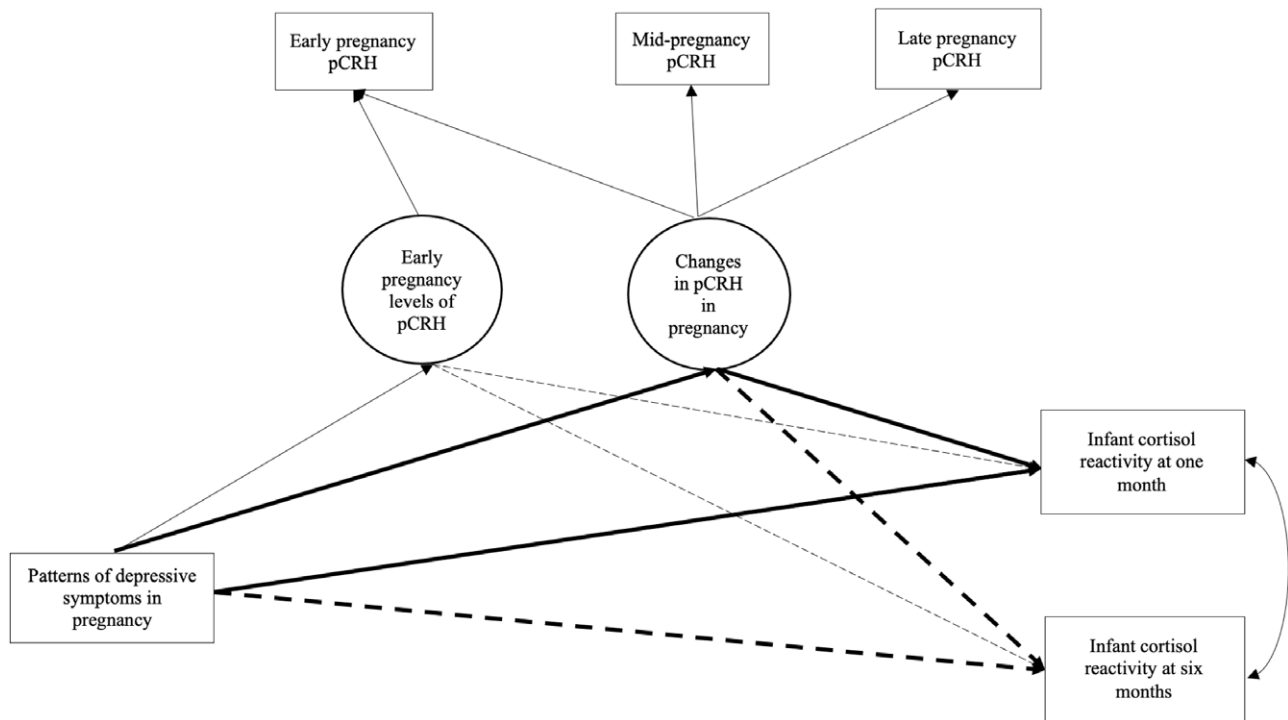 Early pregnancy
pCRH
Mid-pregnancy
pCRH
Late pregnancy
pCRH
Early
pregnancy
levels of
pCRH
Changes
in pCRH
in
pregnancy
Infant cortisol
reactivity at one
month
Patterns of depressive
symptoms in
pregnancy
Infant cortisol
reactivity at six
months